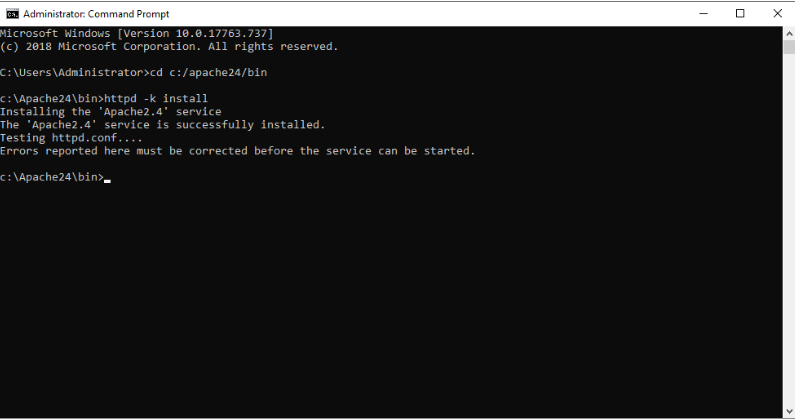 Administrator: Command Prompt
Microsoft Windows [Version 10.0.17763.737]
(c) 2018 Microsoft Corporation. All rights reserved.
C:\Users\Administrator>cd c:/apache24/bin
c:\Apache24\bin>httpd -k install
Installing the 'Apache2.4' service
The 'Apache2.4' service is successfully installed.
Testing httpd.conf....
Errors reported here must be corrected before the service can be started.
c:\Apache24\bin>